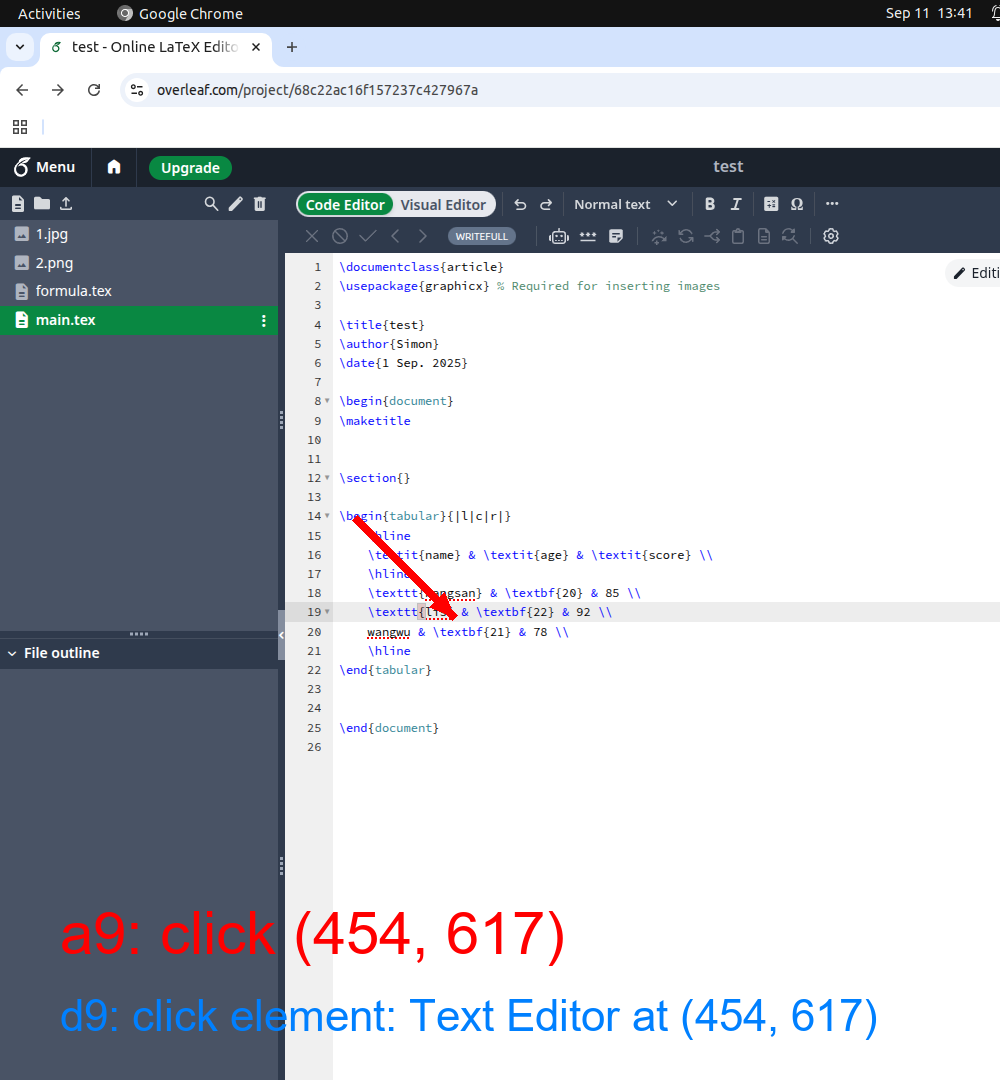 Activities Google Chrome Sep 11 13:41
test - Online LaTeX Edito
overleaf.com/project/68c22ac16f157237c427967a
Menu Upgrade test
Code Editor Visual Editor Normal text B I Ω
WRITEFULL
1.jpg
2.png
formula.tex
main.tex
File outline
Editi
1 \documentclass{article}
2 \usepackage{graphicx} % Required for inserting images
3
4 \title{test}
5 \author{Simon}
6 \date{1 Sep. 2025}
7
8 \begin{document}
9 \maketitle
10
11
12 \section{}
13
14 \begin{tabular}{|l|c|r|}
15 hline
16 \textit{name} & \textit{age} & \textit{score} \\
17 \hline
18 \texttt{ngsan} & \textbf{20} & 85 \\
19 \texttt{lis & \textbf{22} & 92 \\
20 wangwu & \textbf{21} & 78 \\
21 \hline
22 \end{tabular}
23
24
25 \end{document}
26
a9: click (454, 617)
d9: click element: Text Editor at (454, 617)